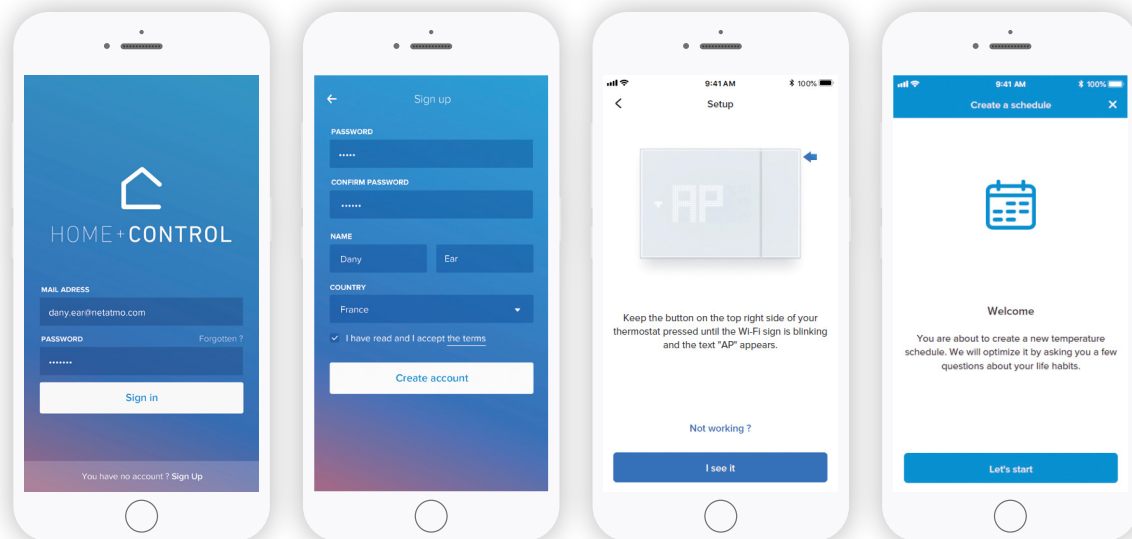 HOME + CONTROL
MAIL ADRESS
dany.ear@netatmo.com
PASSWORD Forgotten ?
•••••••
Sign in
You have no account ? Sign Up
Sign up
PASSWORD
•••••
CONFIRM PASSWORD
••••••
NAME
Dany Ear
COUNTRY
France
I have read and I accept the terms
Create account
9:41 AM 100%
Setup
AP
Keep the button on the top right side of your
thermostat pressed until the Wi-Fi sign is blinking
and the text "AP" appears.
Not working ?
I see it
9:41 AM 100%
Create a schedule
Welcome
You are about to create a new temperature
schedule. We will optimize it by asking you a few
questions about your life habits.
Let's start